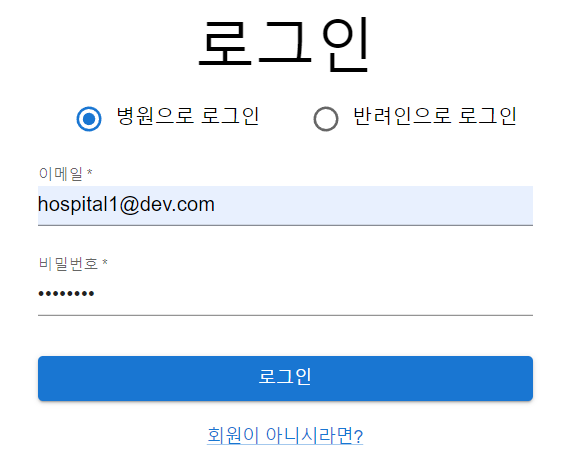 로그인
병원으로 로그인 반려인으로 로그인
이메일 *
hospital1@dev.com
비밀번호 *
••••••••
로그인
회원이 아니시라면?